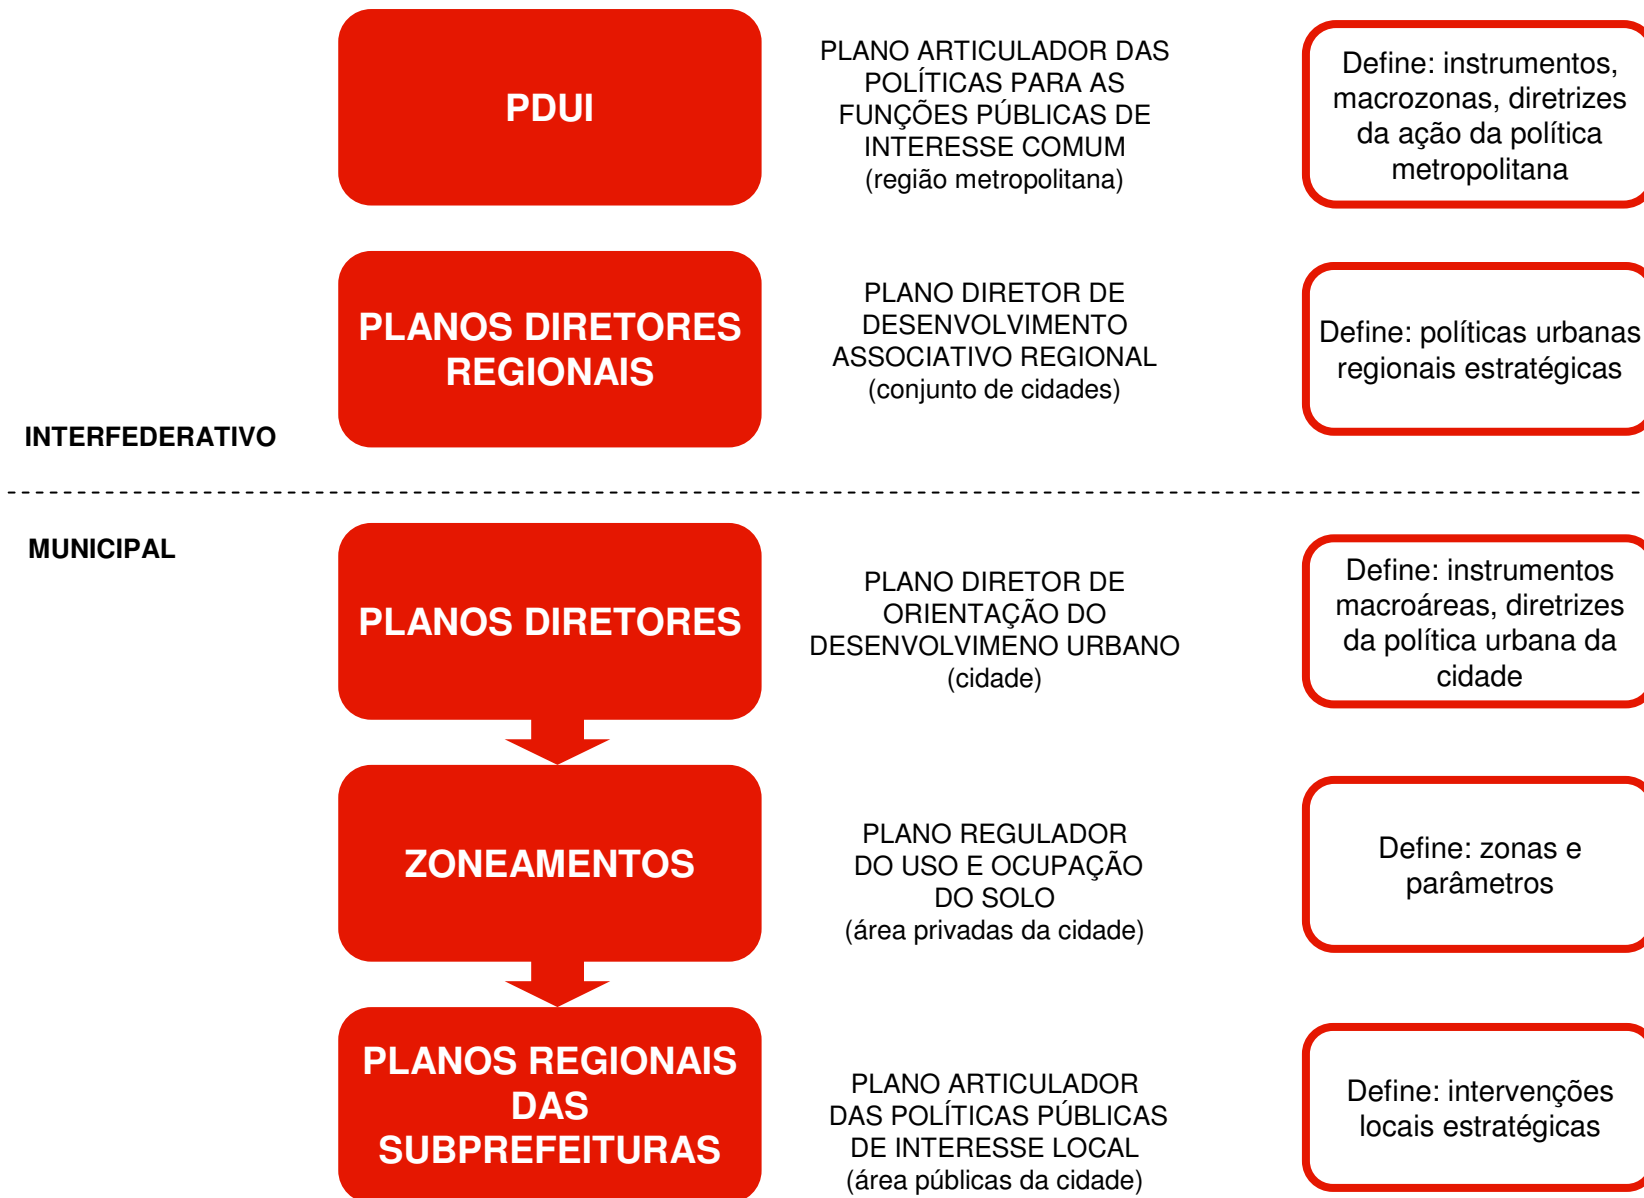 PDUI
PLANO ARTICULADOR DAS
POLÍTICAS PARA AS
FUNÇÕES PÚBLICAS DE
INTERESSE COMUM
(região metropolitana)
Define: instrumentos,
macrozonas, diretrizes
da ação da política
metropolitana
PLANOS DIRETORES
REGIONAIS
PLANO DIRETOR DE
DESENVOLVIMENTO
ASSOCIATIVO REGIONAL
(conjunto de cidades)
Define: políticas urbanas
regionais estratégicas
INTERFEDERATIVO
MUNICIPAL
PLANOS DIRETORES
PLANO DIRETOR DE
ORIENTAÇÃO DO
DESENVOLVIMENO URBANO
(cidade)
Define: instrumentos
macroáreas, diretrizes
da política urbana da
cidade
ZONEAMENTOS
PLANO REGULADOR
DO USO E OCUPAÇÃO
DO SOLO
(área privadas da cidade)
Define: zonas e
parâmetros
PLANOS REGIONAIS
DAS
SUBPREFEITURAS
PLANO ARTICULADOR
DAS POLÍTICAS PÚBLICAS
DE INTERESSE LOCAL
(área públicas da cidade)
Define: intervenções
locais estratégicas